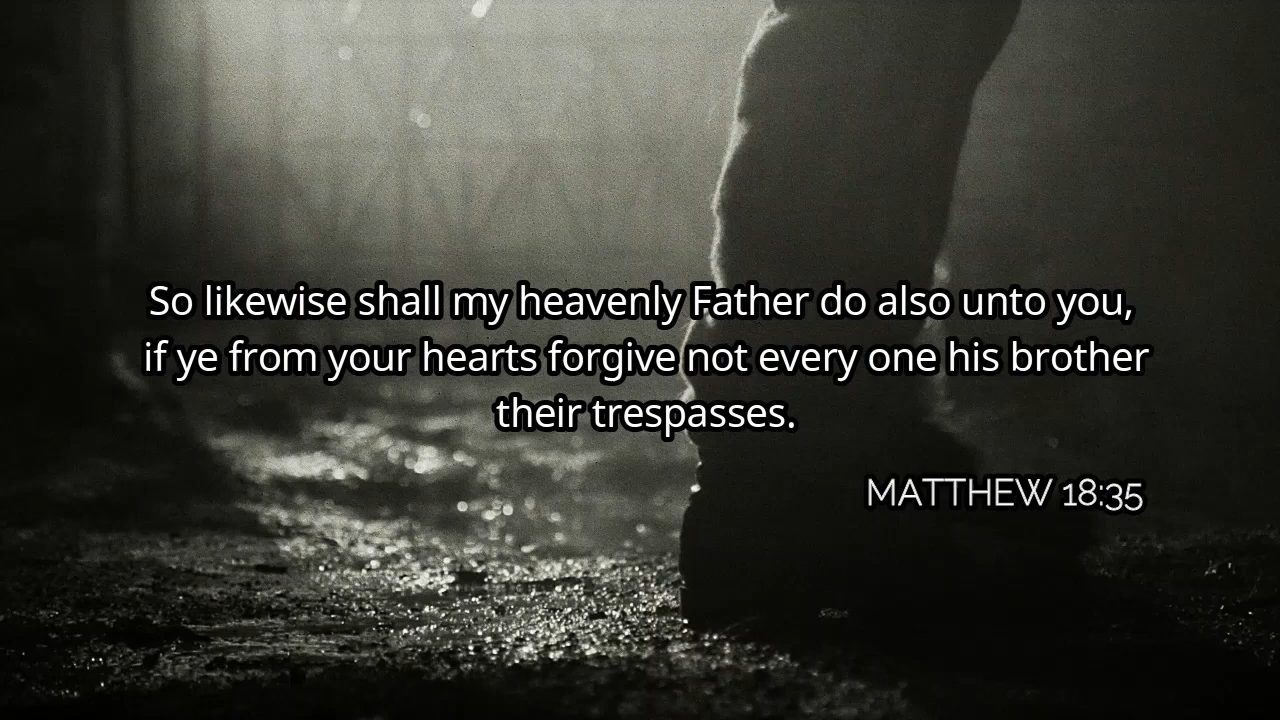 So likewise shall my heavenly Father do also unto you,
if ye from your hearts forgive not every one his brother
their trespasses.
MATTHEW 18:35